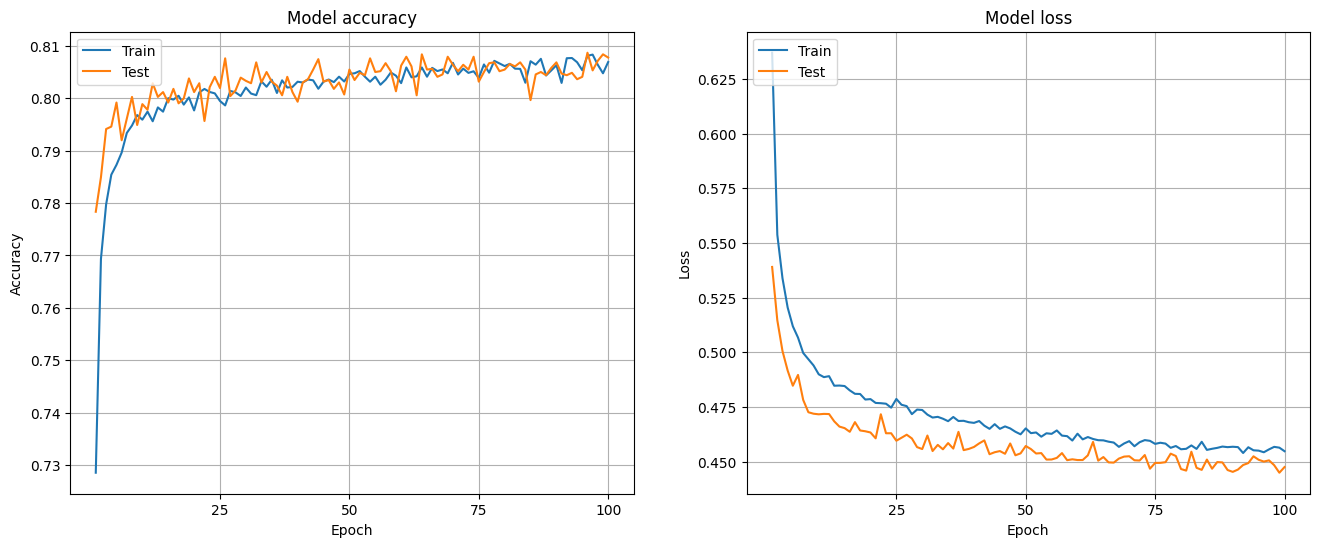 Model accuracy
Train
Test
Accuracy
0.81
0.80
0.79
0.78
0.77
0.76
0.75
0.74
0.73
25
50
75
100
Epoch
Model loss
Train
Test
Loss
0.625
0.600
0.575
0.550
0.525
0.500
0.475
0.450
25
50
75
100
Epoch